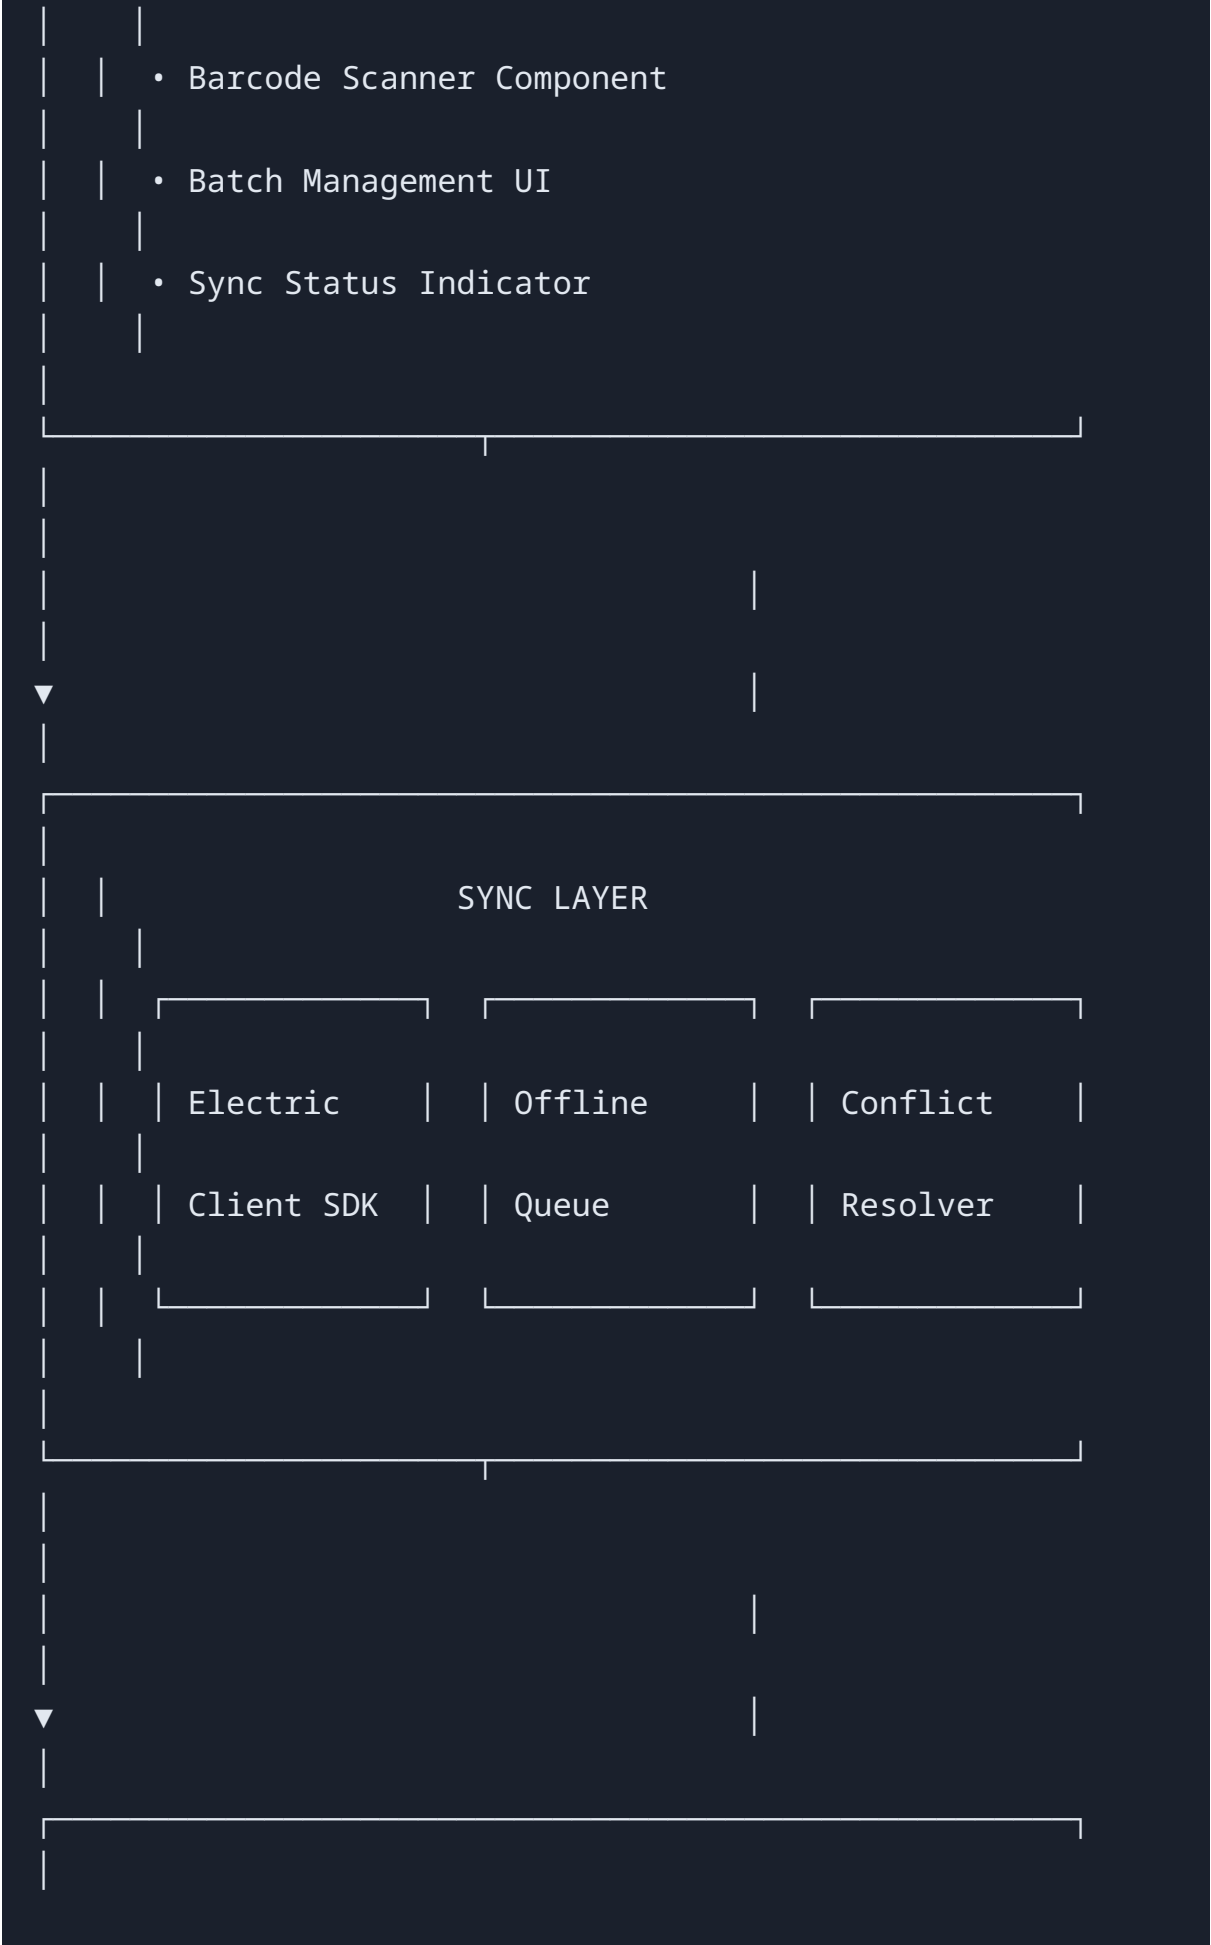 • Barcode Scanner Component
• Batch Management UI
• Sync Status Indicator
SYNC LAYER
Electric Offline Conflict
Client SDK Queue Resolver